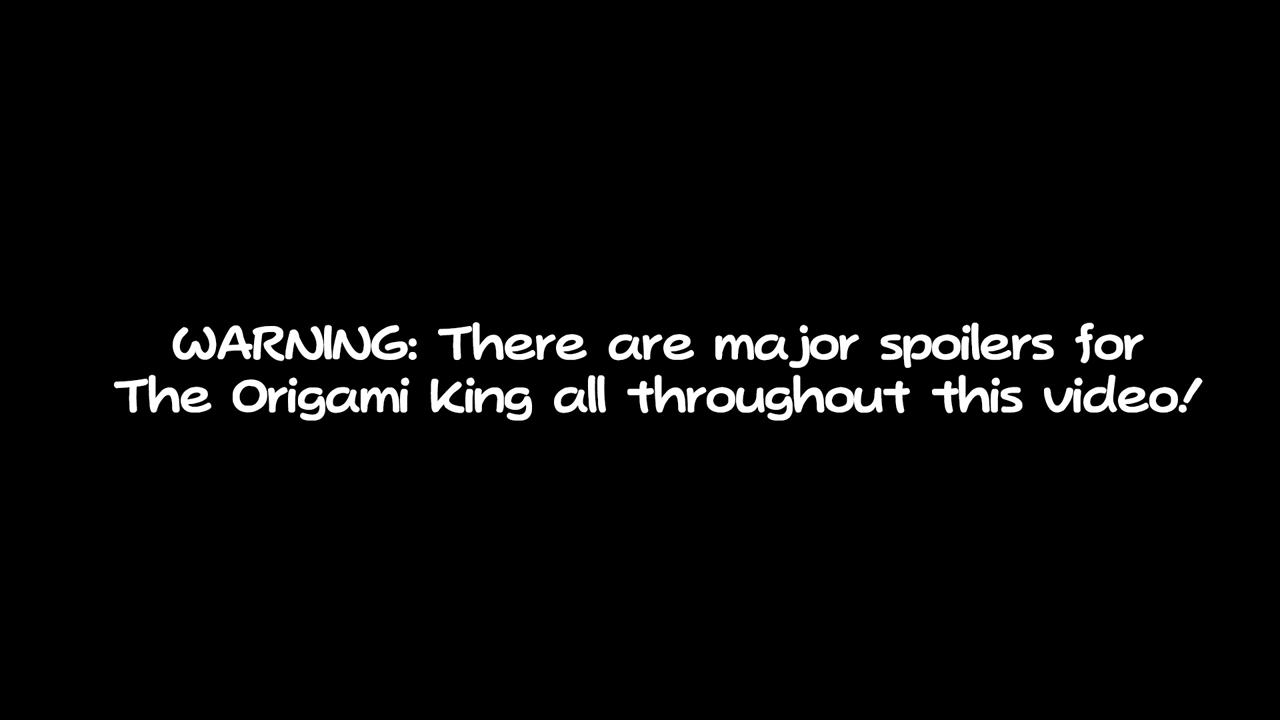 WARNING: There are major spoilers for
The Origami King all throughout this video!